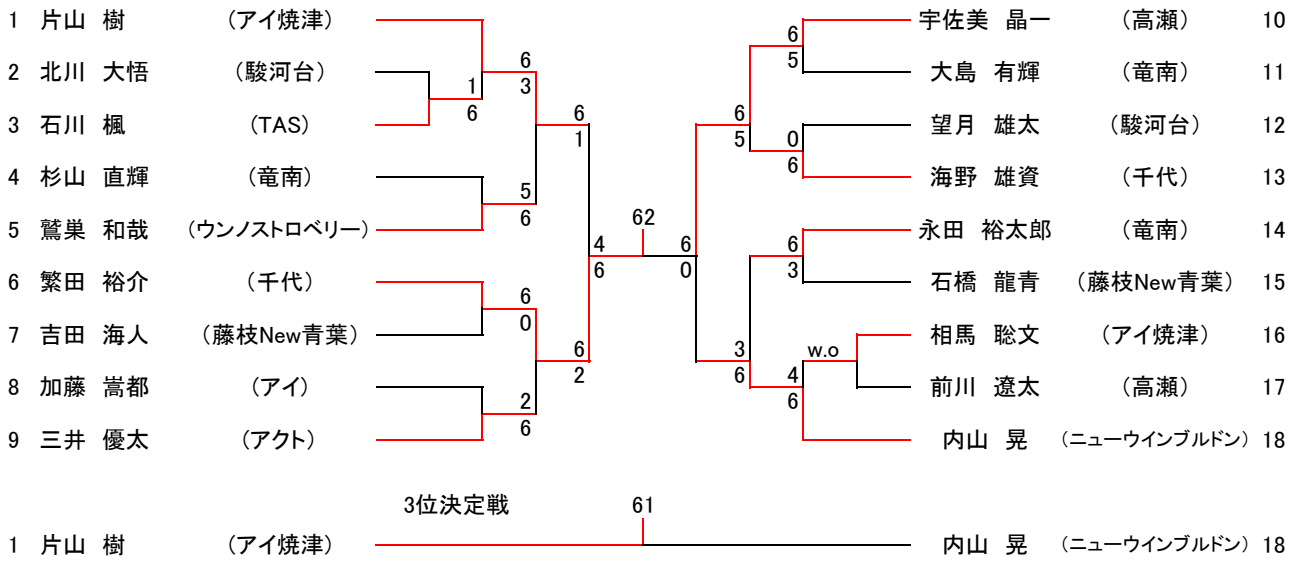 1 片山 樹 (アイ焼津)
2 北川 大悟 (駿河台)
3 石川 楓 (TAS)
4 杉山 直輝 (竜南)
5 鷲巣 和哉 (ウンノストロベリー)
6 繁田 裕介 (千代)
7 吉田 海人 (藤枝New青葉)
8 加藤 嵩都 (アイ)
9 三井 優太 (アクト)
1
6
6
3
5
6
6
0
2
6
6
1
6
2
4
6
62
6
0
6
5
3
6
6
5
0
6
6
3
w.o
4
6
宇佐美 晶一 (高瀬) 10
大島 有輝 (竜南) 11
望月 雄太 (駿河台) 12
海野 雄資 (千代) 13
永田 裕太郎 (竜南) 14
石橋 龍青 (藤枝New青葉) 15
相馬 聡文 (アイ焼津) 16
前川 遼太 (高瀬) 17
内山 晃 (ニューウインブルドン) 18
3位決定戦
61
1 片山 樹 (アイ焼津)
内山 晃 (ニューウインブルドン) 18